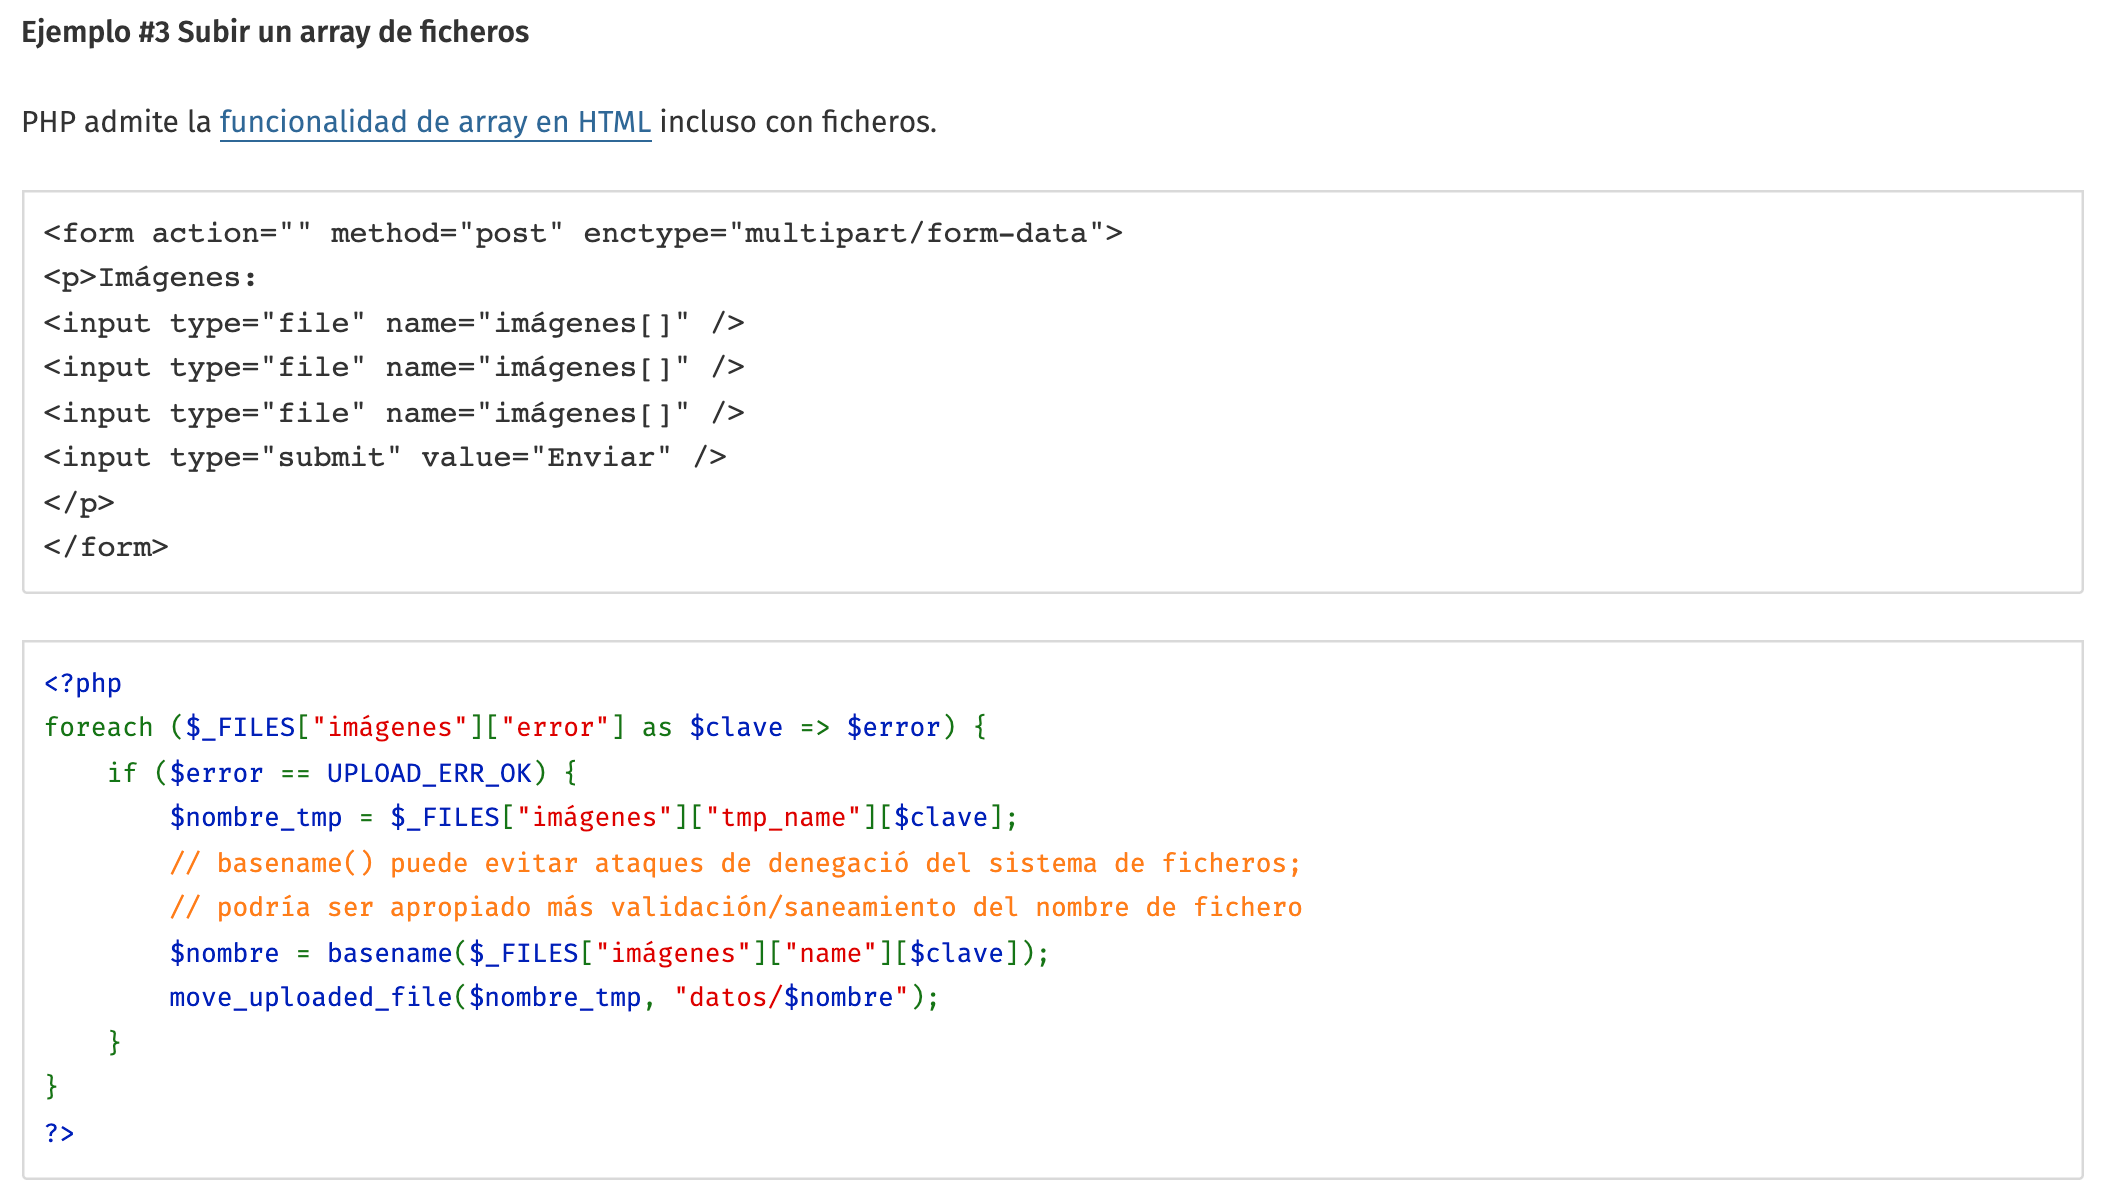 Ejemplo #3 Subir un array de ficheros
PHP admite la funcionalidad de array en HTML incluso con ficheros.
<form action="" method="post" enctype="multipart/form-data">
<p>Imágenes:
<input type="file" name="imágenes[]" />
<input type="file" name="imágenes[]" />
<input type="file" name="imágenes[]" />
<input type="submit" value="Enviar" />
</p>
</form>
<?php
foreach ($_FILES["imágenes"]["error"] as $clave => $error) {
    if ($error == UPLOAD_ERR_OK) {
        $nombre_tmp = $_FILES["imágenes"]["tmp_name"][$clave];
        // basename() puede evitar ataques de denegació del sistema de ficheros;
        // podría ser apropiado más validación/saneamiento del nombre de fichero
        $nombre = basename($_FILES["imágenes"]["name"][$clave]);
        move_uploaded_file($nombre_tmp, "datos/$nombre");
    }
}
?>